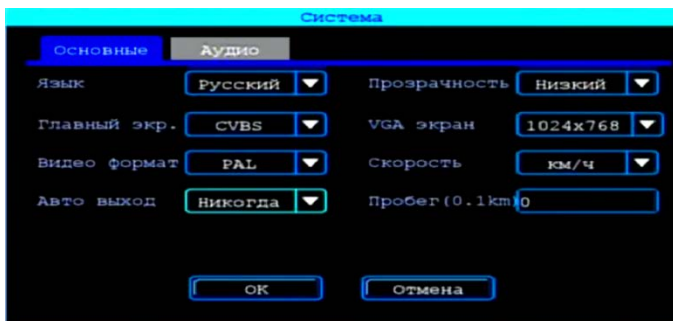 Система
Основные Аудио
Язык Русский Прозрачность Низкий
Главный экр. CVBS VGA экран 1024x768
Видео формат PAL Скорость км/ч
Авто выход Никогда Пробег(0.1km) 0
OK Отмена